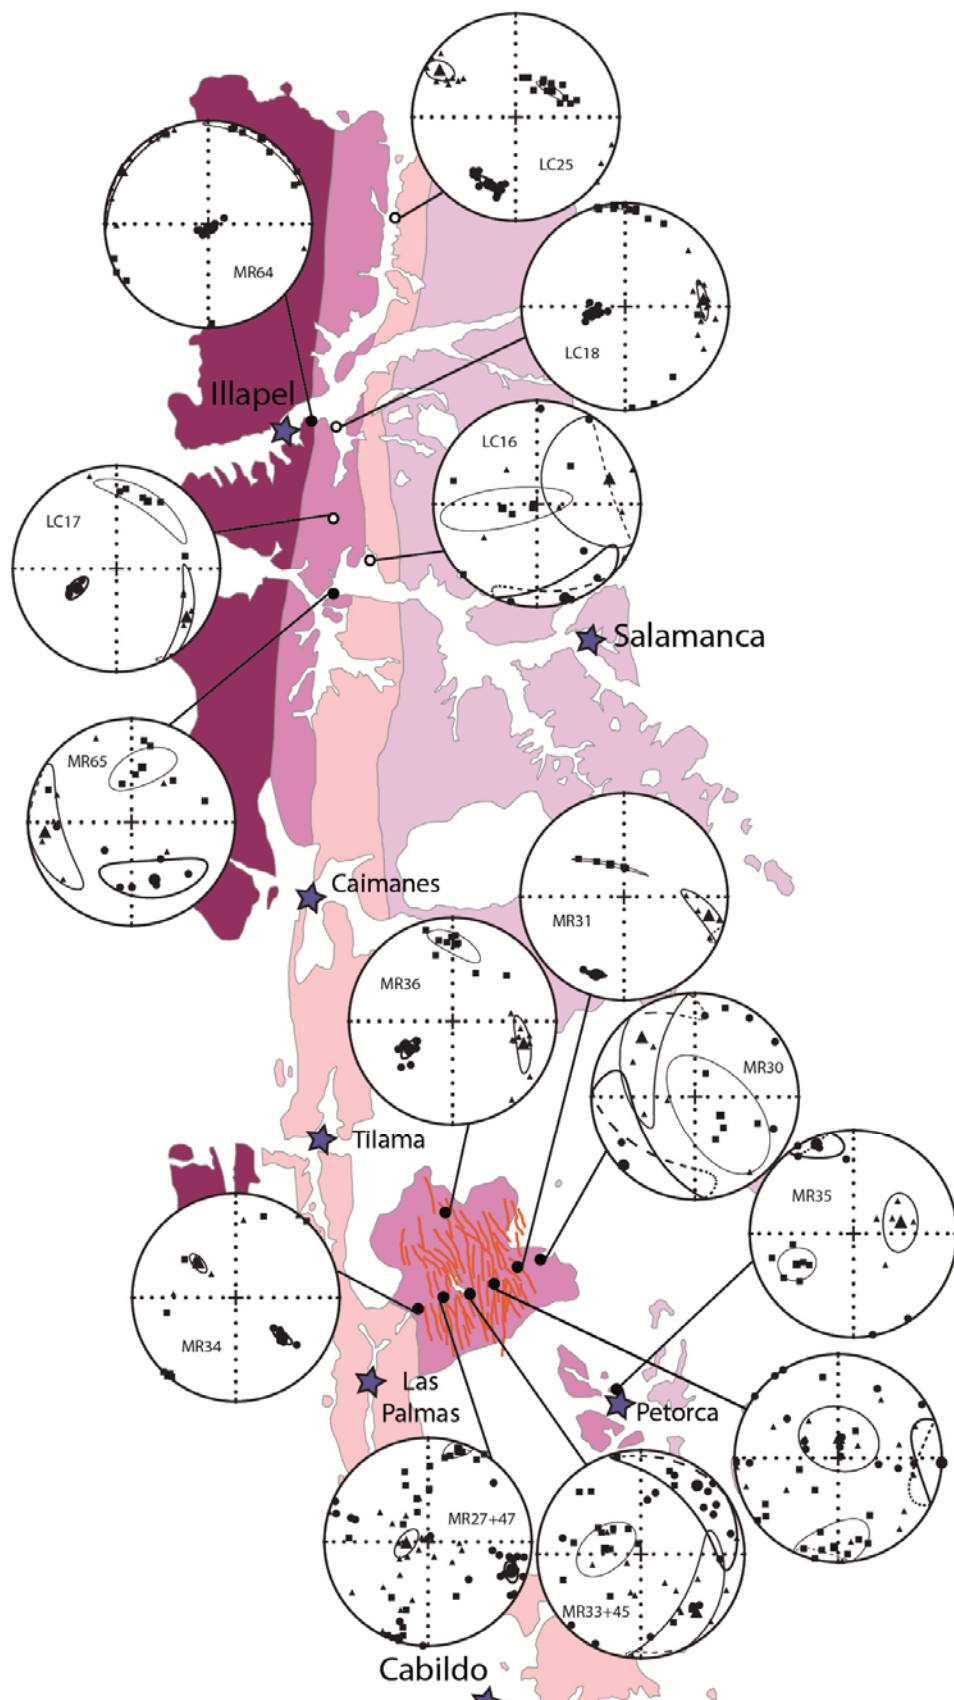 LC25
MR64
LC18
Illapel
LC16
LC17
Salamanca
MR65
Caimanes
MR31
MR36
MR30
Tilama
MR35
MR34
Las
Palmas
Petorca
MR27+47
MR33+45
Cabildo